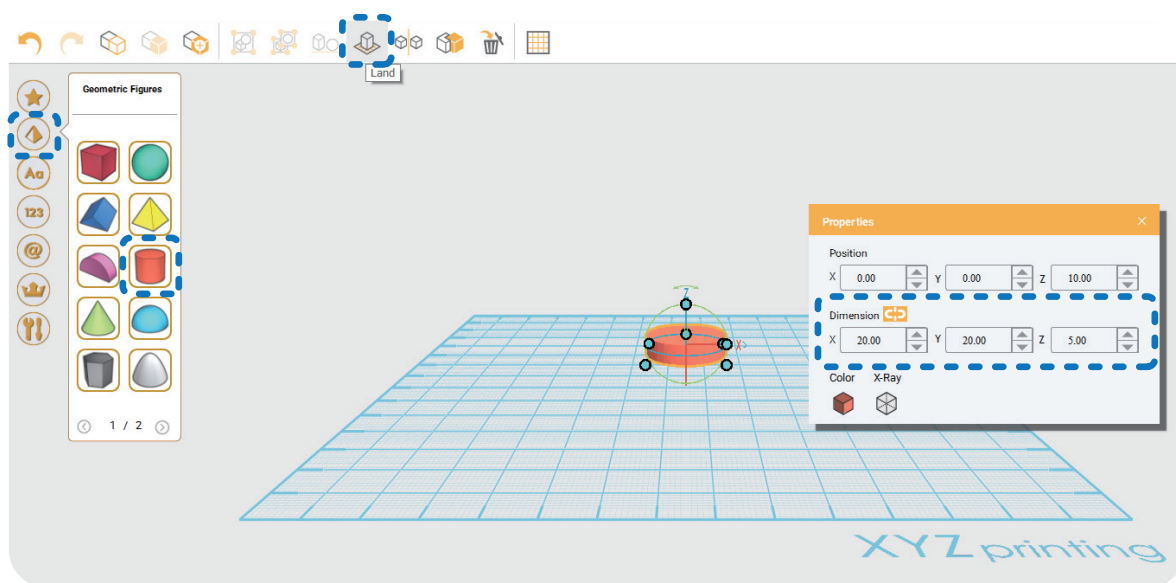 Land
Geometric Figures
Aa
123
@
1 / 2
Properties ×
Position
X 0.00 Y 0.00 Z 10.00
Dimension
X 20.00 Y 20.00 Z 5.00
Color X-Ray
Z
X
XYZ printing